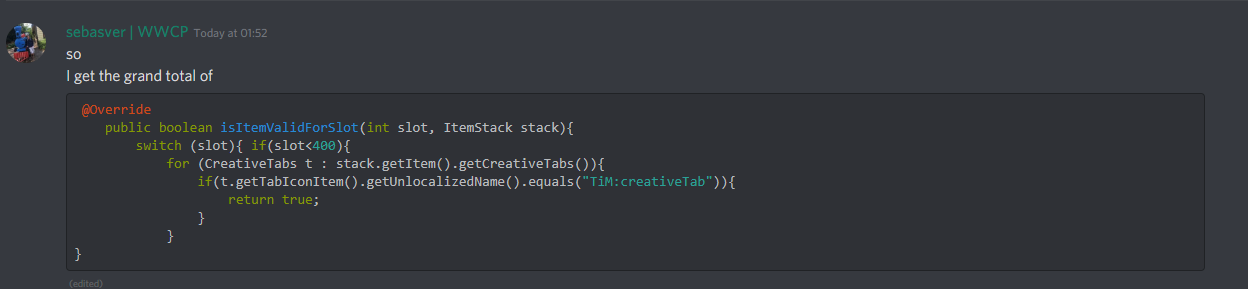 sebasver | WWCP Today at 01:52
so
I get the grand total of
@Override
public boolean isItemValidForSlot(int slot, ItemStack stack){
switch (slot){ if(slot<400){
for (CreativeTabs t : stack.getItem().getCreativeTabs()){
if(t.getTabIconItem().getUnlocalizedName().equals("TiM:creativeTab")){
return true;
}
}
}
(edited)